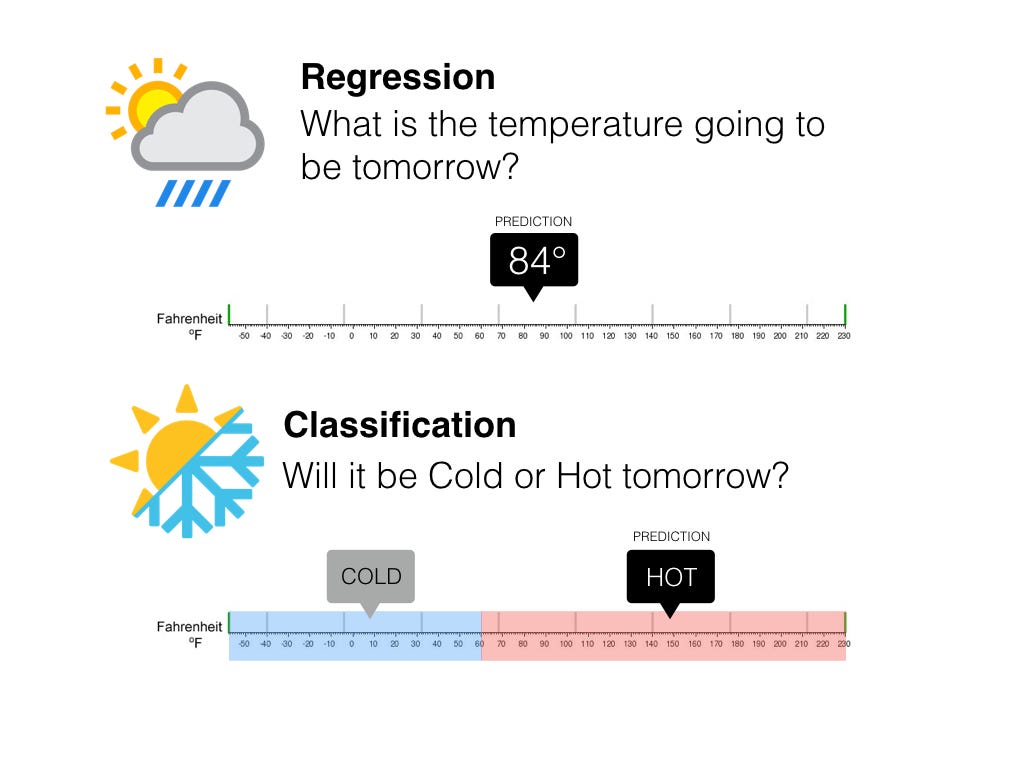 Regression
What is the temperature going to
be tomorrow?
PREDICTION
84°
Fahrenheit
°F
-50 -40 -30 -20 -10 0 10 20 30 40 50 60 70 80 90 100 110 120 130 140 150 160 170 180 190 200 210 220 230
Classification
Will it be Cold or Hot tomorrow?
PREDICTION
COLD HOT
Fahrenheit
°F
-50 -40 -30 -20 -10 0 10 20 30 40 50 60 70 80 90 100 110 120 130 140 150 160 170 180 190 200 210 220 230